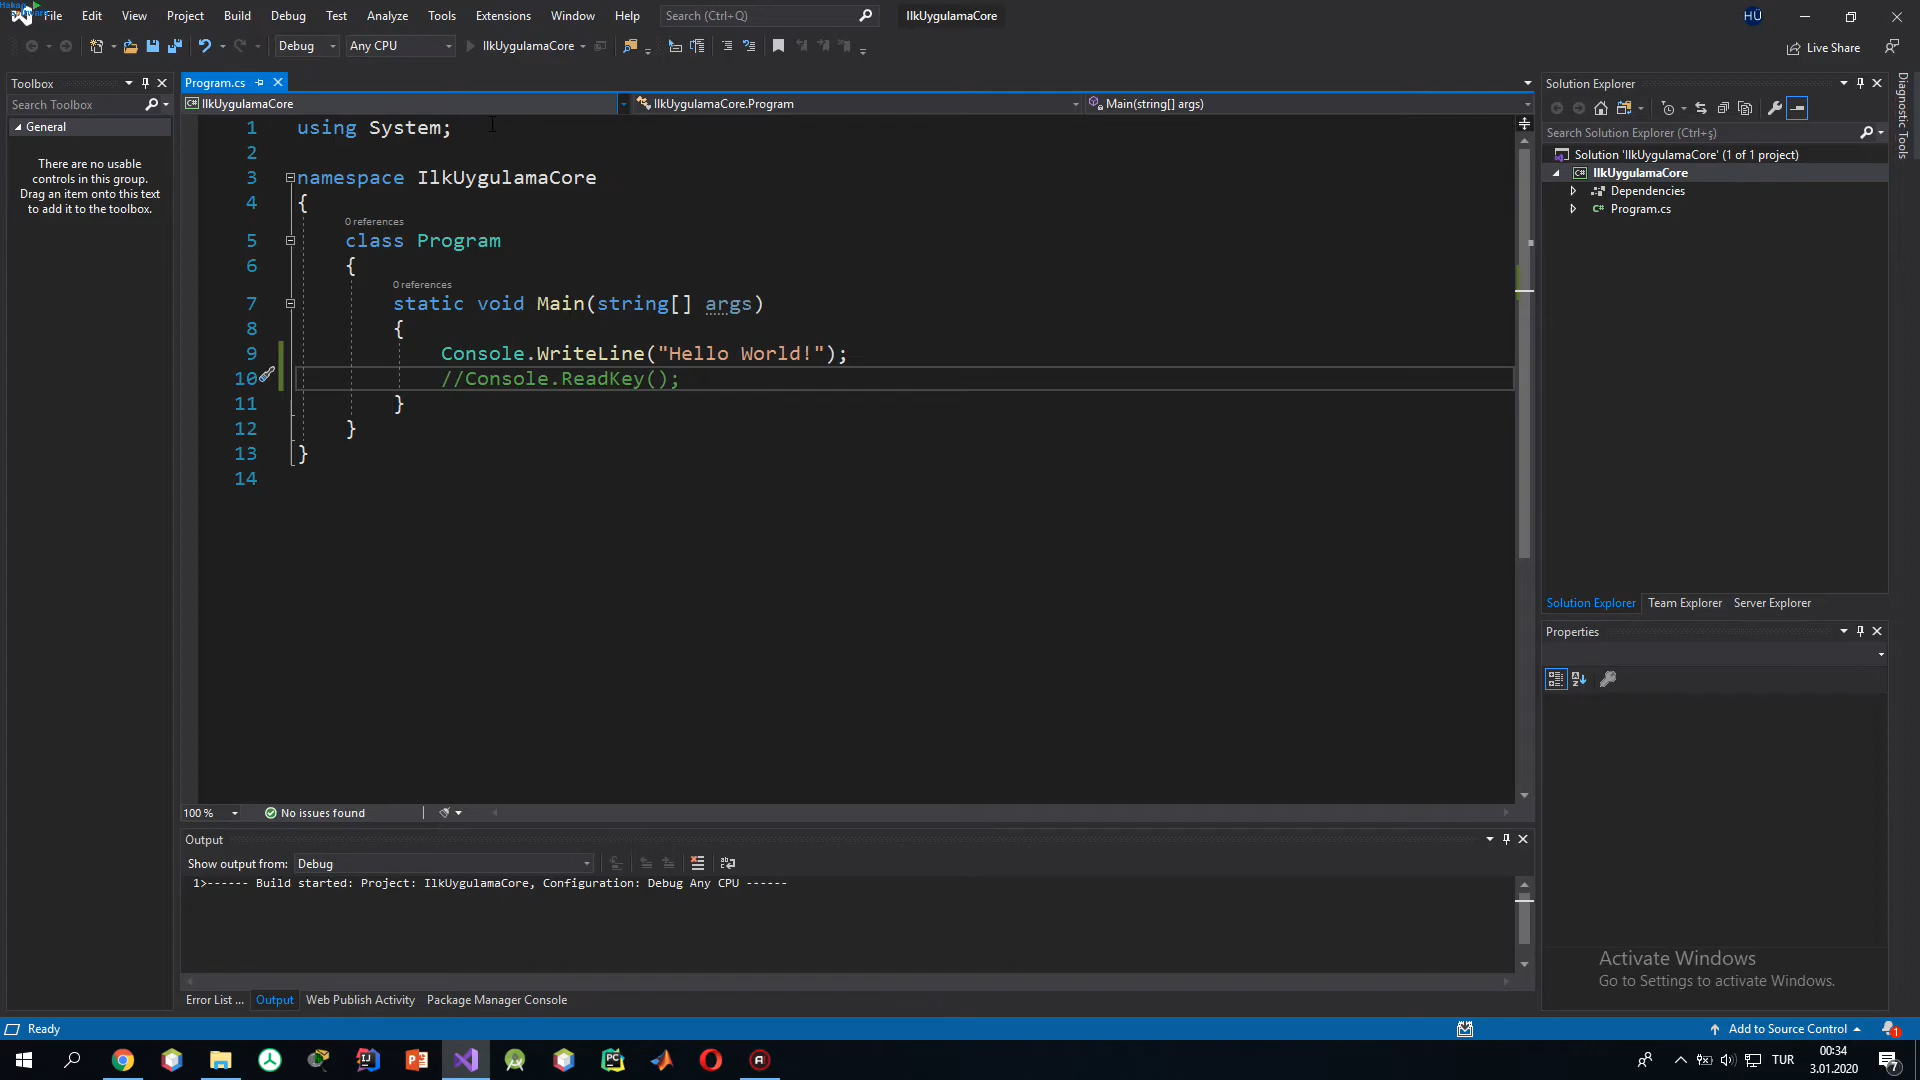 File Edit View Project Build Debug Test Analyze Tools Extensions Window Help Search (Ctrl+Q) IlkUygulamaCore HÜ
Debug Any CPU IlkUygulamaCore Live Share
Toolbox
Search Toolbox
General
There are no usable
controls in this group.
Drag an item onto this text
to add it to the toolbox.
Program.cs
IlkUygulamaCore IlkUygulamaCore.Program Main(string[] args)
1 using System;
2
3 namespace IlkUygulamaCore
4 {
0 references
5 class Program
6 {
0 references
7 static void Main(string[] args)
8 {
9 Console.WriteLine("Hello World!");
10 //Console.ReadKey();
11 }
12 }
13 }
14
100 % No issues found
Output
Show output from: Debug
1>------ Build started: Project: IlkUygulamaCore, Configuration: Debug Any CPU ------
Error List ... Output Web Publish Activity Package Manager Console
Solution Explorer
Search Solution Explorer (Ctrl+ş)
Solution 'IlkUygulamaCore' (1 of 1 project)
IlkUygulamaCore
Dependencies
Program.cs
Solution Explorer Team Explorer Server Explorer
Properties
Diagnostic Tools
Activate Windows
Go to Settings to activate Windows.
Ready Add to Source Control 1
TUR 00:34
3.01.2020 7